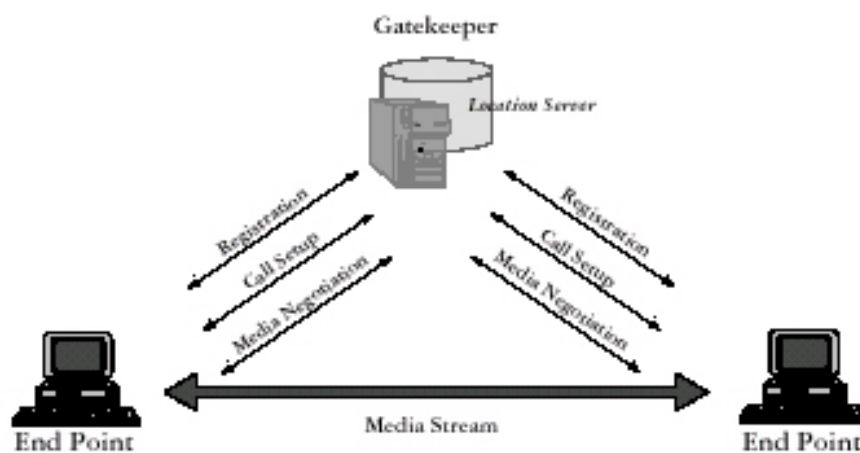 Gatekeeper
Location Server
Registration
Call Setup
Media Negotiation
Registration
Call Setup
Media Negotiation
Media Stream
End Point
End Point